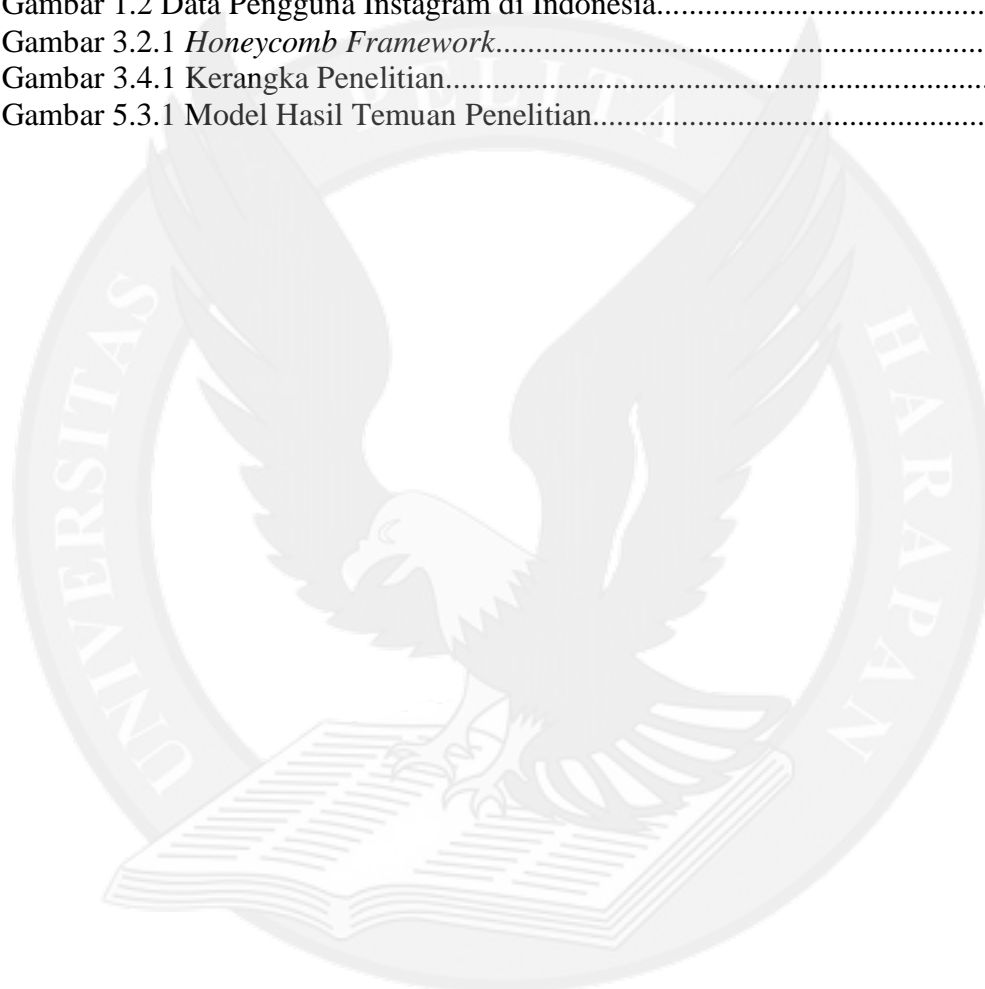 Gambar 1.2 Data Pengguna Instagram di Indonesia......................................................
Gambar 3.2.1 Honeycomb Framework...........................................................................
Gambar 3.4.1 Kerangka Penelitian..................................................................................
Gambar 5.3.1 Model Hasil Temuan Penelitian................................................................
UNIVERSITAS
PELITA
HARAPAN